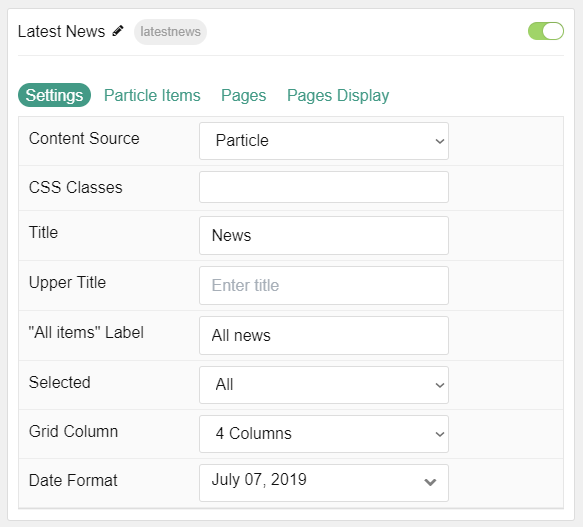 Latest News latestnews
Settings Particle Items Pages Pages Display
Content Source Particle
CSS Classes
Title News
Upper Title Enter title
"All items" Label All news
Selected All
Grid Column 4 Columns
Date Format July 07, 2019